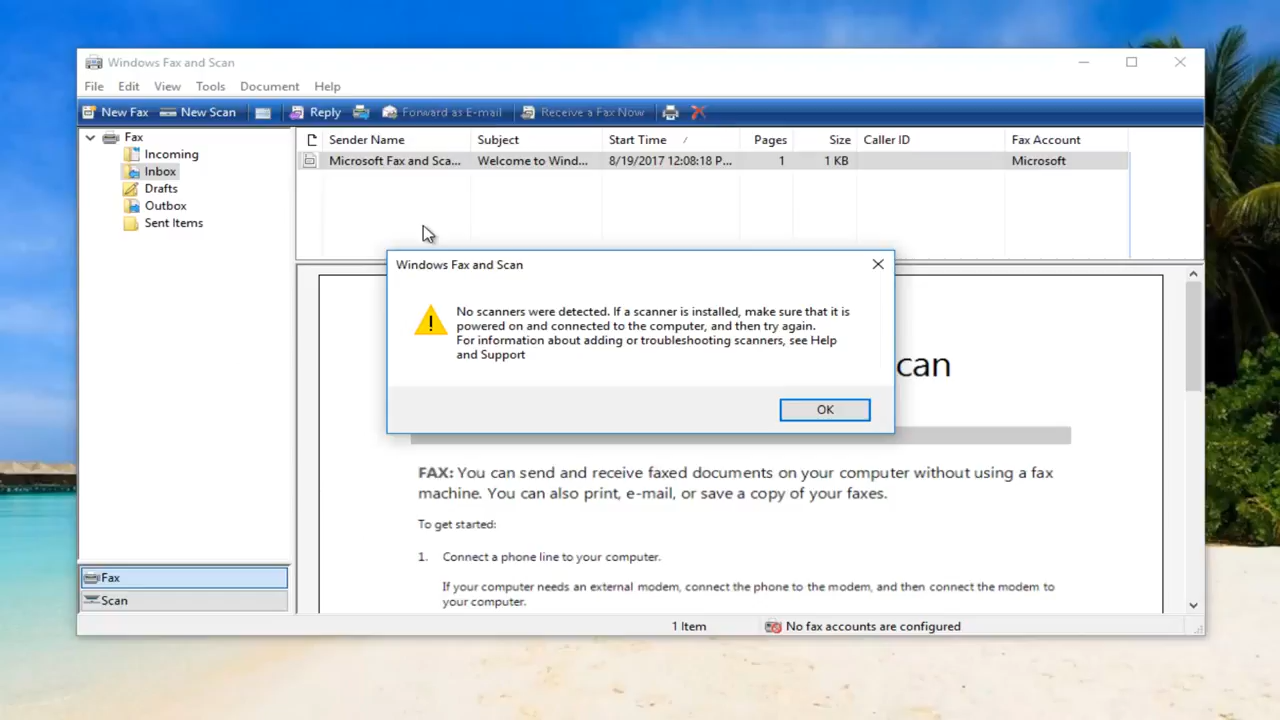 Windows Fax and Scan
File Edit View Tools Document Help
New Fax New Scan Reply Forward as E-mail Receive a Fax Now
Fax
Incoming
Inbox
Drafts
Outbox
Sent Items
Sender Name Subject Start Time Pages Size Caller ID Fax Account
Microsoft Fax and Sca... Welcome to Wind... 8/19/2017 12:08:18 P... 1 1 KB Microsoft
Windows Fax and Scan
No scanners were detected. If a scanner is installed, make sure that it is
powered on and connected to the computer, and then try again.
For information about adding or troubleshooting scanners, see Help
and Support
OK
can
FAX: You can send and receive faxed documents on your computer without using a fax
machine. You can also print, e-mail, or save a copy of your faxes.
To get started:
1. Connect a phone line to your computer.
If your computer needs an external modem, connect the phone to the modem, and then connect the modem to
your computer.
Fax
Scan
1 Item No fax accounts are configured